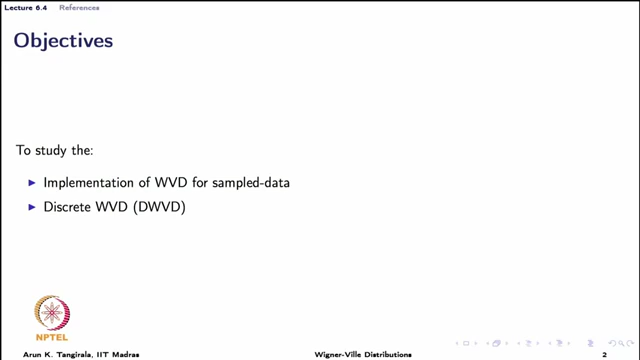 Lecture 6.4 References
Objectives
To study the:
Implementation of WVD for sampled-data
Discrete WVD (DWVD)
NPTEL
Arun K. Tangirala, IIT Madras Wigner-Ville Distributions 2